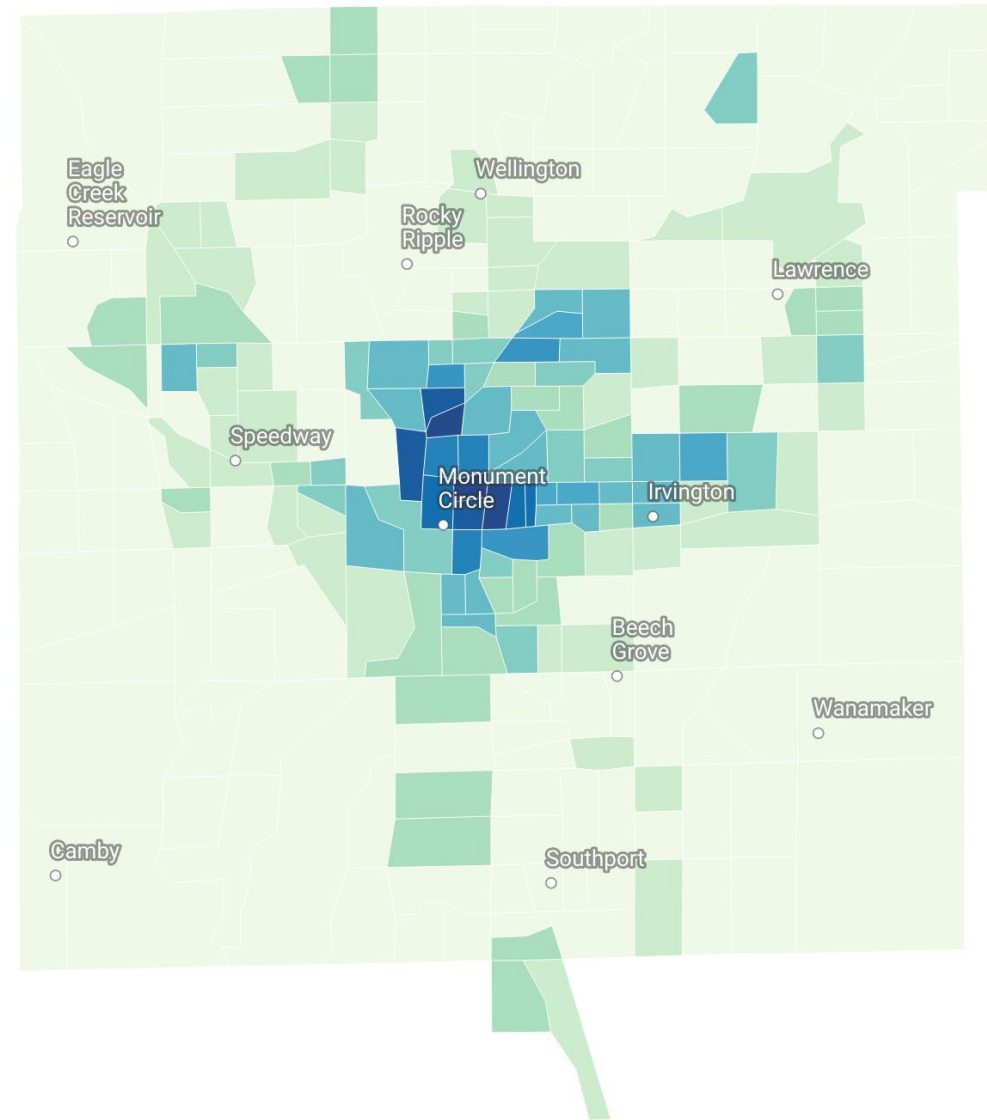 Eagle
Creek
Reservoir
Wellington
Rocky
Ripple
Lawrence
Speedway
Monument
Circle
Irvington
Beech
Grove
Wanamaker
Camby
Southport